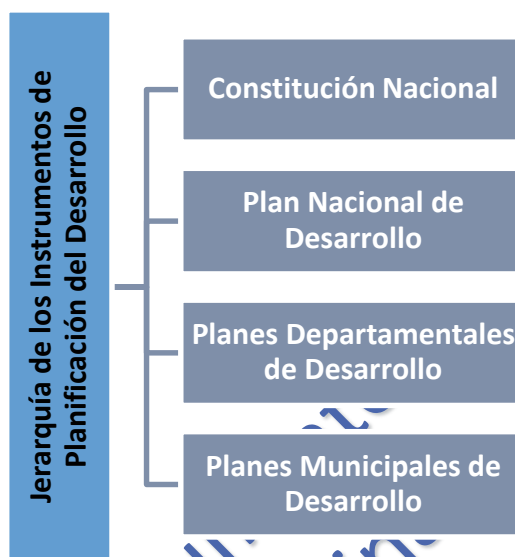 Jerarquía de los Instrumentos de
Planificación del Desarrollo
Constitución Nacional
Plan Nacional de
Desarrollo
Planes Departamentales
de Desarrollo
Planes Municipales de
Desarrollo